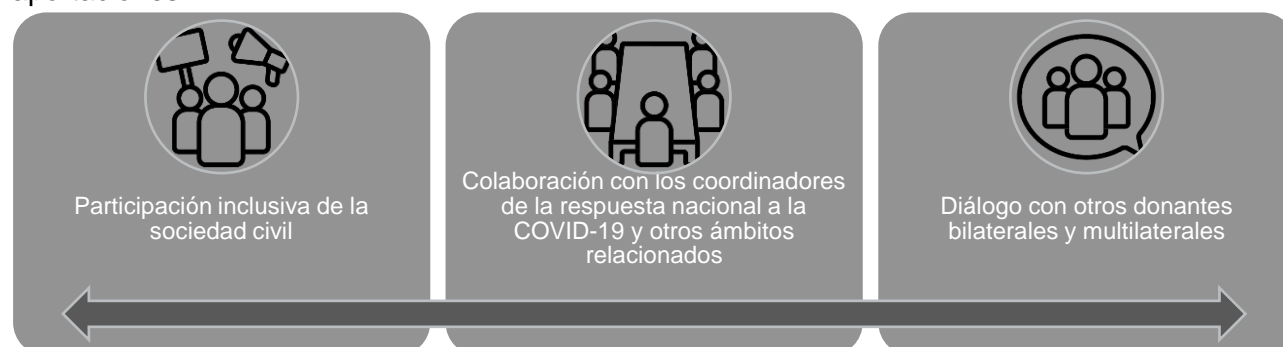 Participación inclusiva de la
sociedad civil
Colaboración con los coordinadores
de la respuesta nacional a la
COVID-19 y otros ámbitos
relacionados
Diálogo con otros donantes
bilaterales y multilaterales